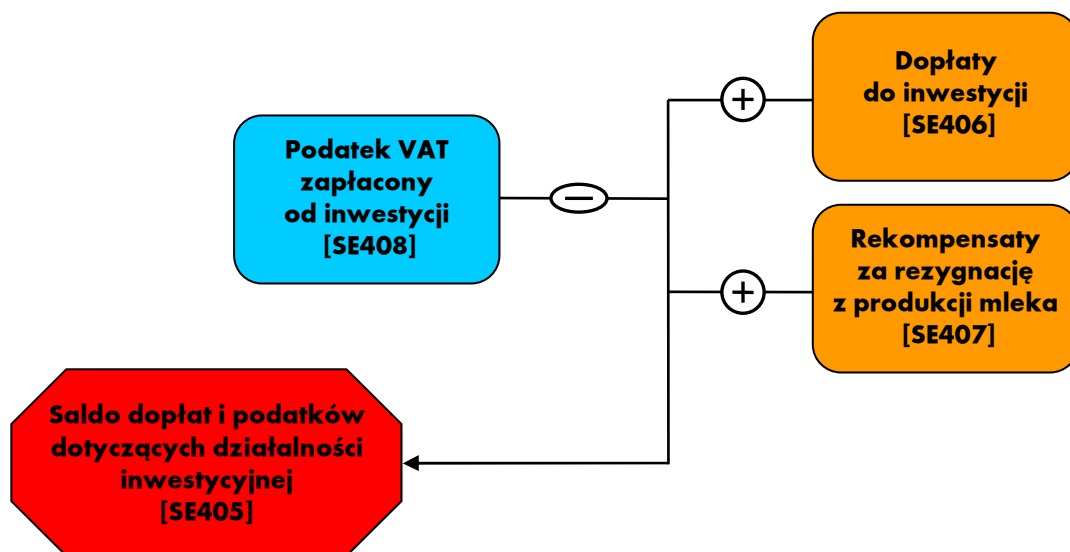 Dopłaty
do inwestycji
[SE406]
+
Podatek VAT
zapłacony
od inwestycji
[SE408]
−
Rekompensaty
za rezygnację
z produkcji mleka
[SE407]
+
Saldo dopłat i podatków
dotyczących działalności
inwestycyjnej
[SE405]